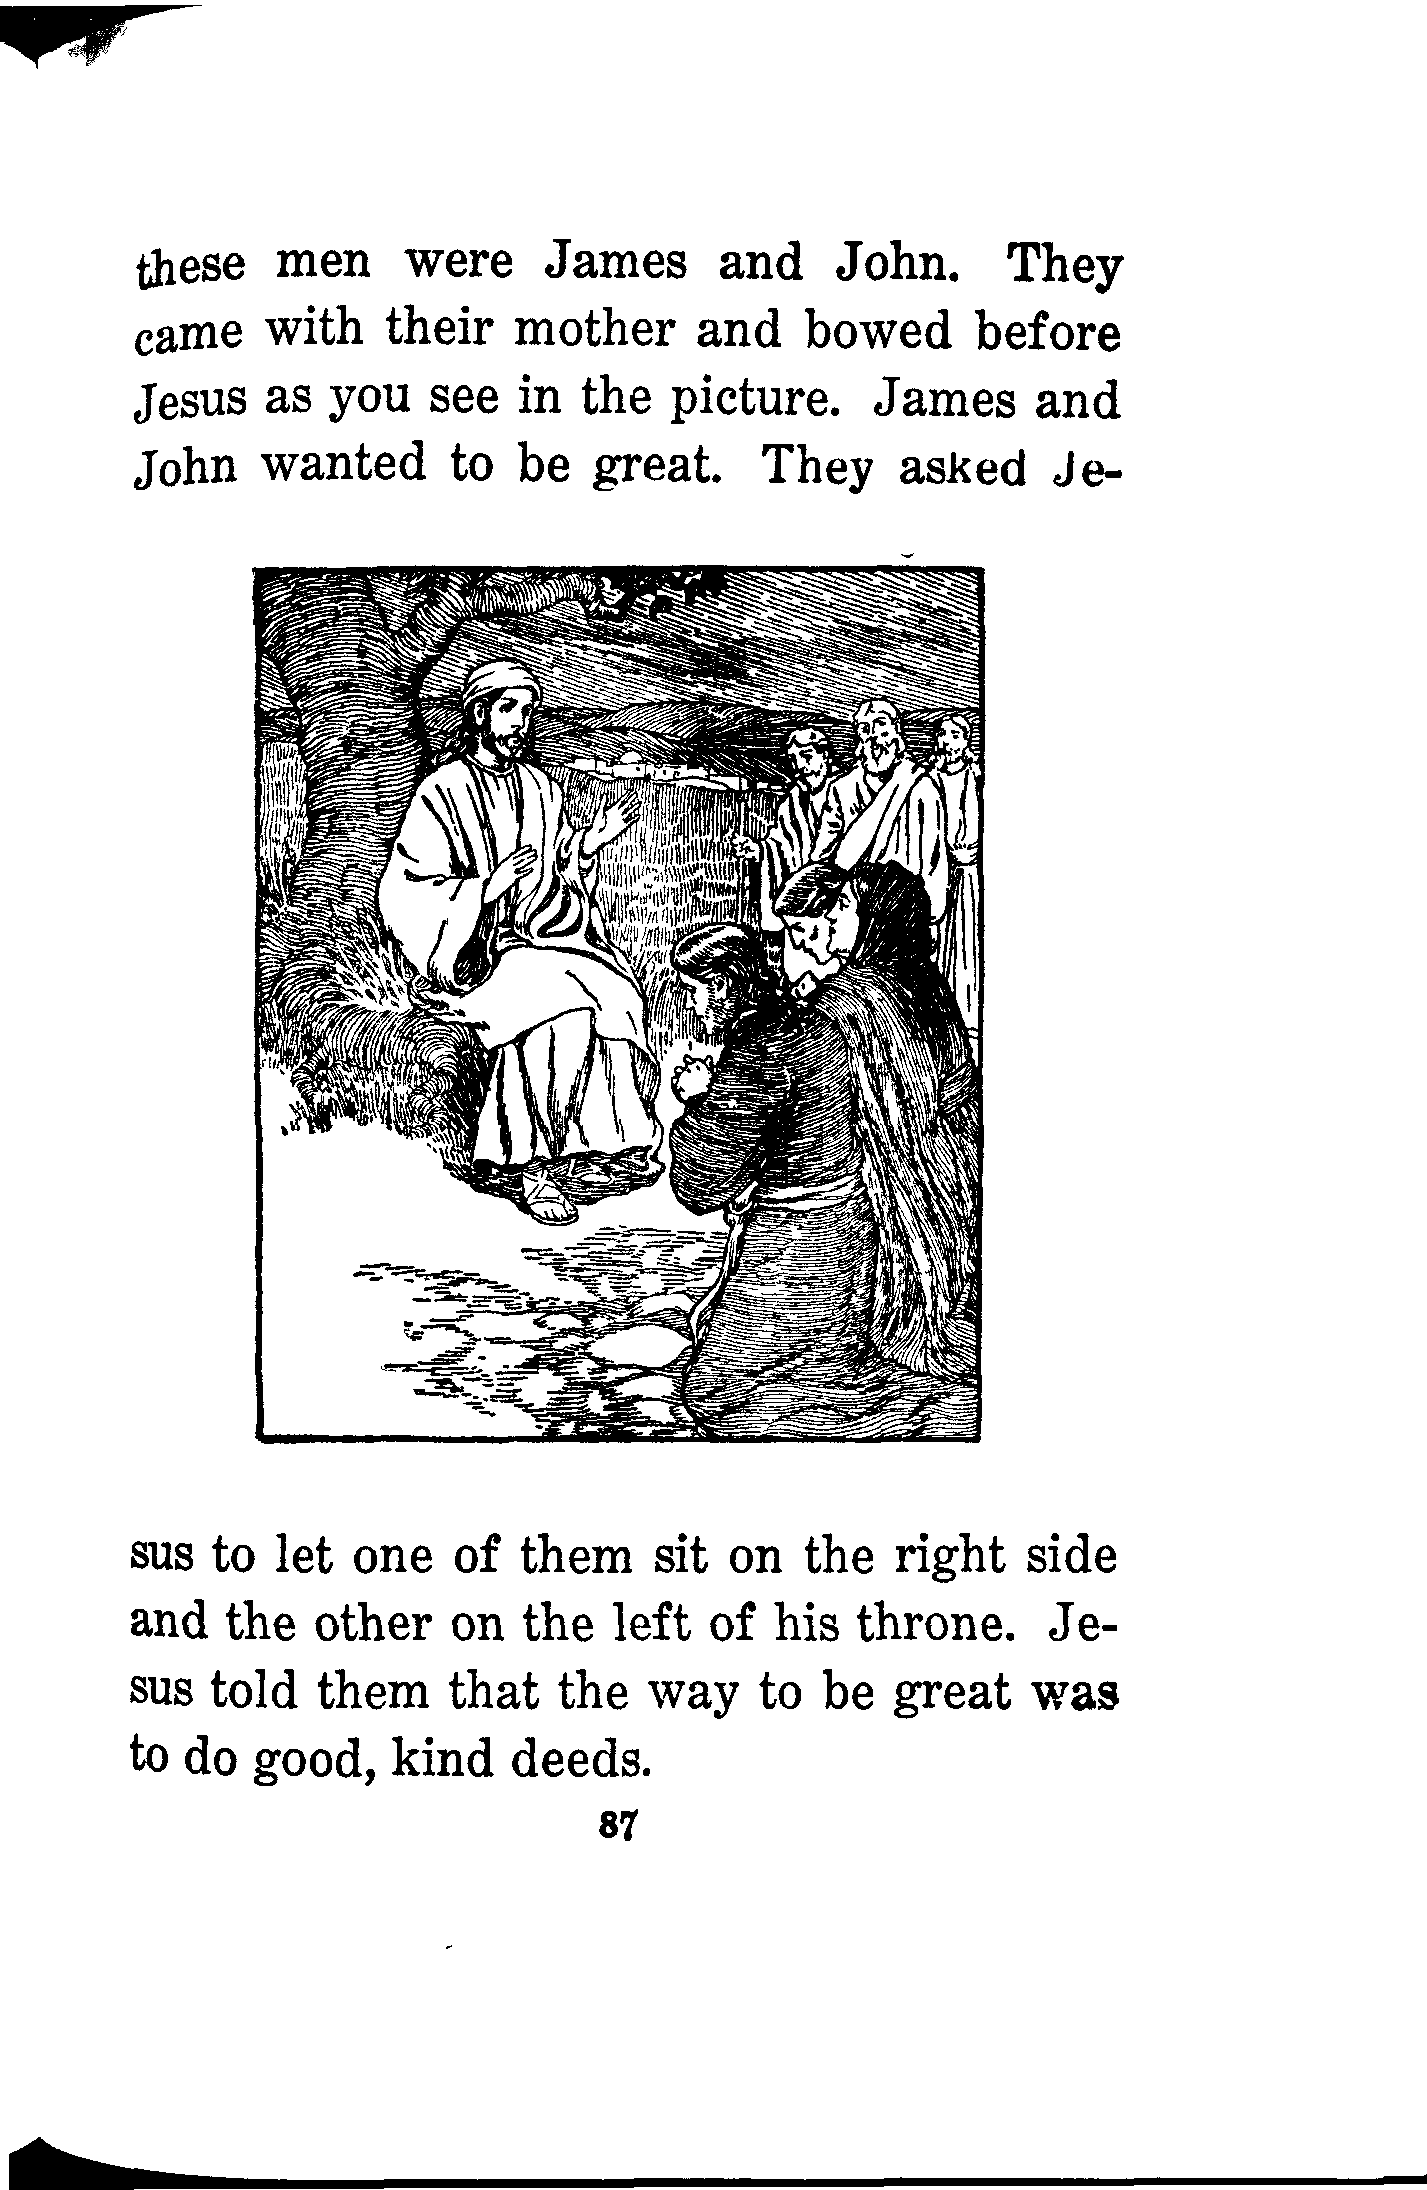 these men were James and John. They
came with their mother and bowed before
Jesus as you see in the picture. James and
John wanted to be great. They asked Je-
sus to let one of them sit on the right side
and the other on the left of his throne. Je-
sus told them that the way to be great was
to do good, kind deeds.
87